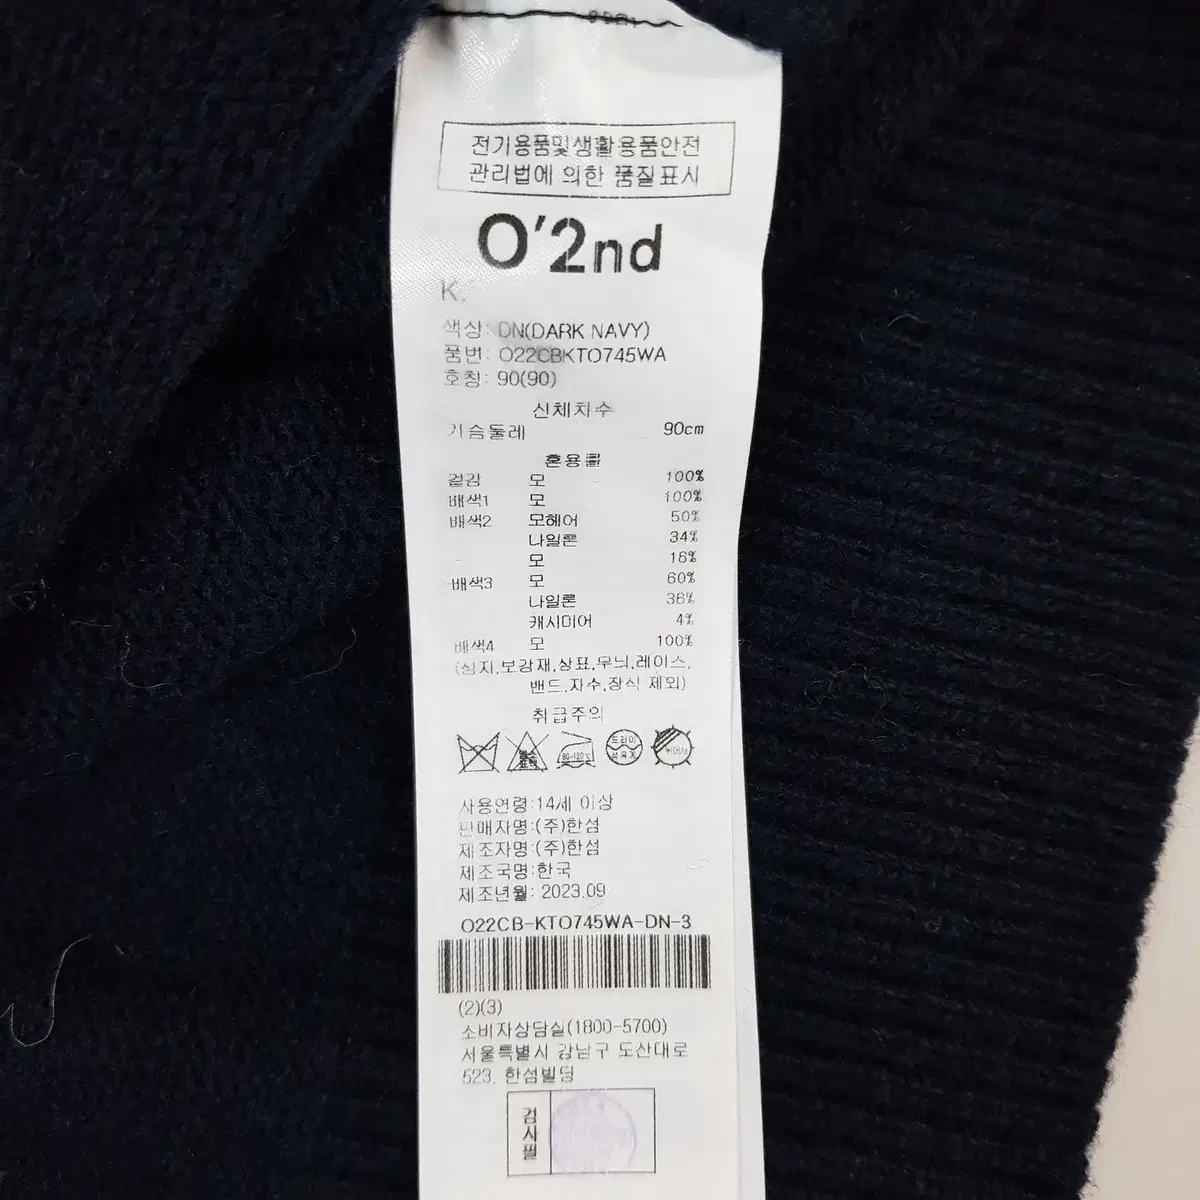 전기용품및생활용품안전
관리법에 의한 품질표시
O'2nd
K.
색상: DN(DARK NAVY)
품번: O22CBKTO745WA
호칭: 90(90)
신체치수
가슴둘레 90cm
혼용률
겉감 모 100%
배색1 모 100%
배색2 모헤어 50%
나일론 34%
모 16%
배색3 모 60%
나일론 36%
캐시미어 4%
배색4 모 100%
(심지,보강재,상표,무늬,레이스,
밴드,자수,장식 제외)
취급주의
80~120℃
드라이
석유계
사용연령:14세 이상
판매자명:(주)한섬
제조자명:(주)한섬
제조국명:한국
제조년월: 2023.09
O22CB-KTO745WA-DN-3
(2)(3)
소비자상담실(1800-5700)
서울특별시 강남구 도산대로
523, 한섬빌딩
검사필